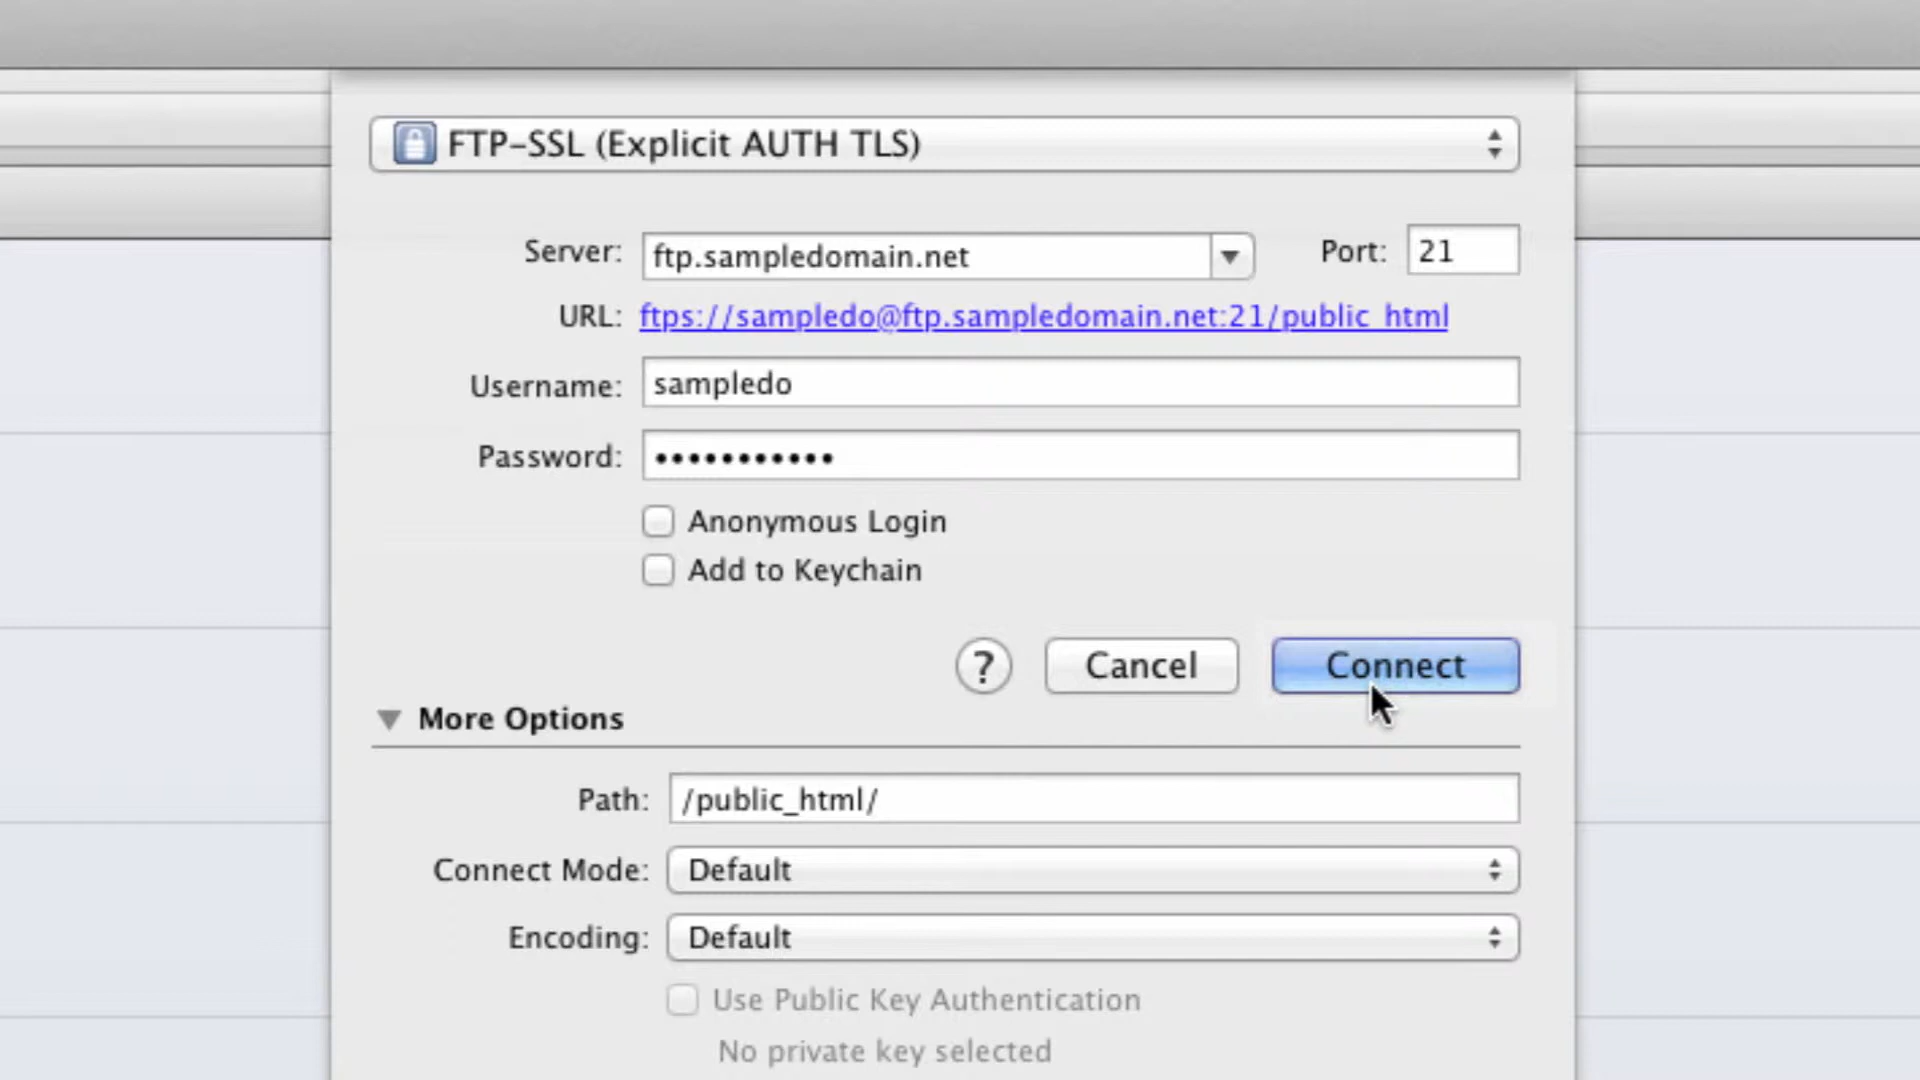 FTP-SSL (Explicit AUTH TLS)
Server: ftp.sampledomain.net Port: 21
URL: ftps://sampledo@ftp.sampledomain.net:21/public_html
Username: sampledo
Password: •••••••••••
Anonymous Login
Add to Keychain
? Cancel Connect
More Options
Path: /public_html/
Connect Mode: Default
Encoding: Default
Use Public Key Authentication
No private key selected